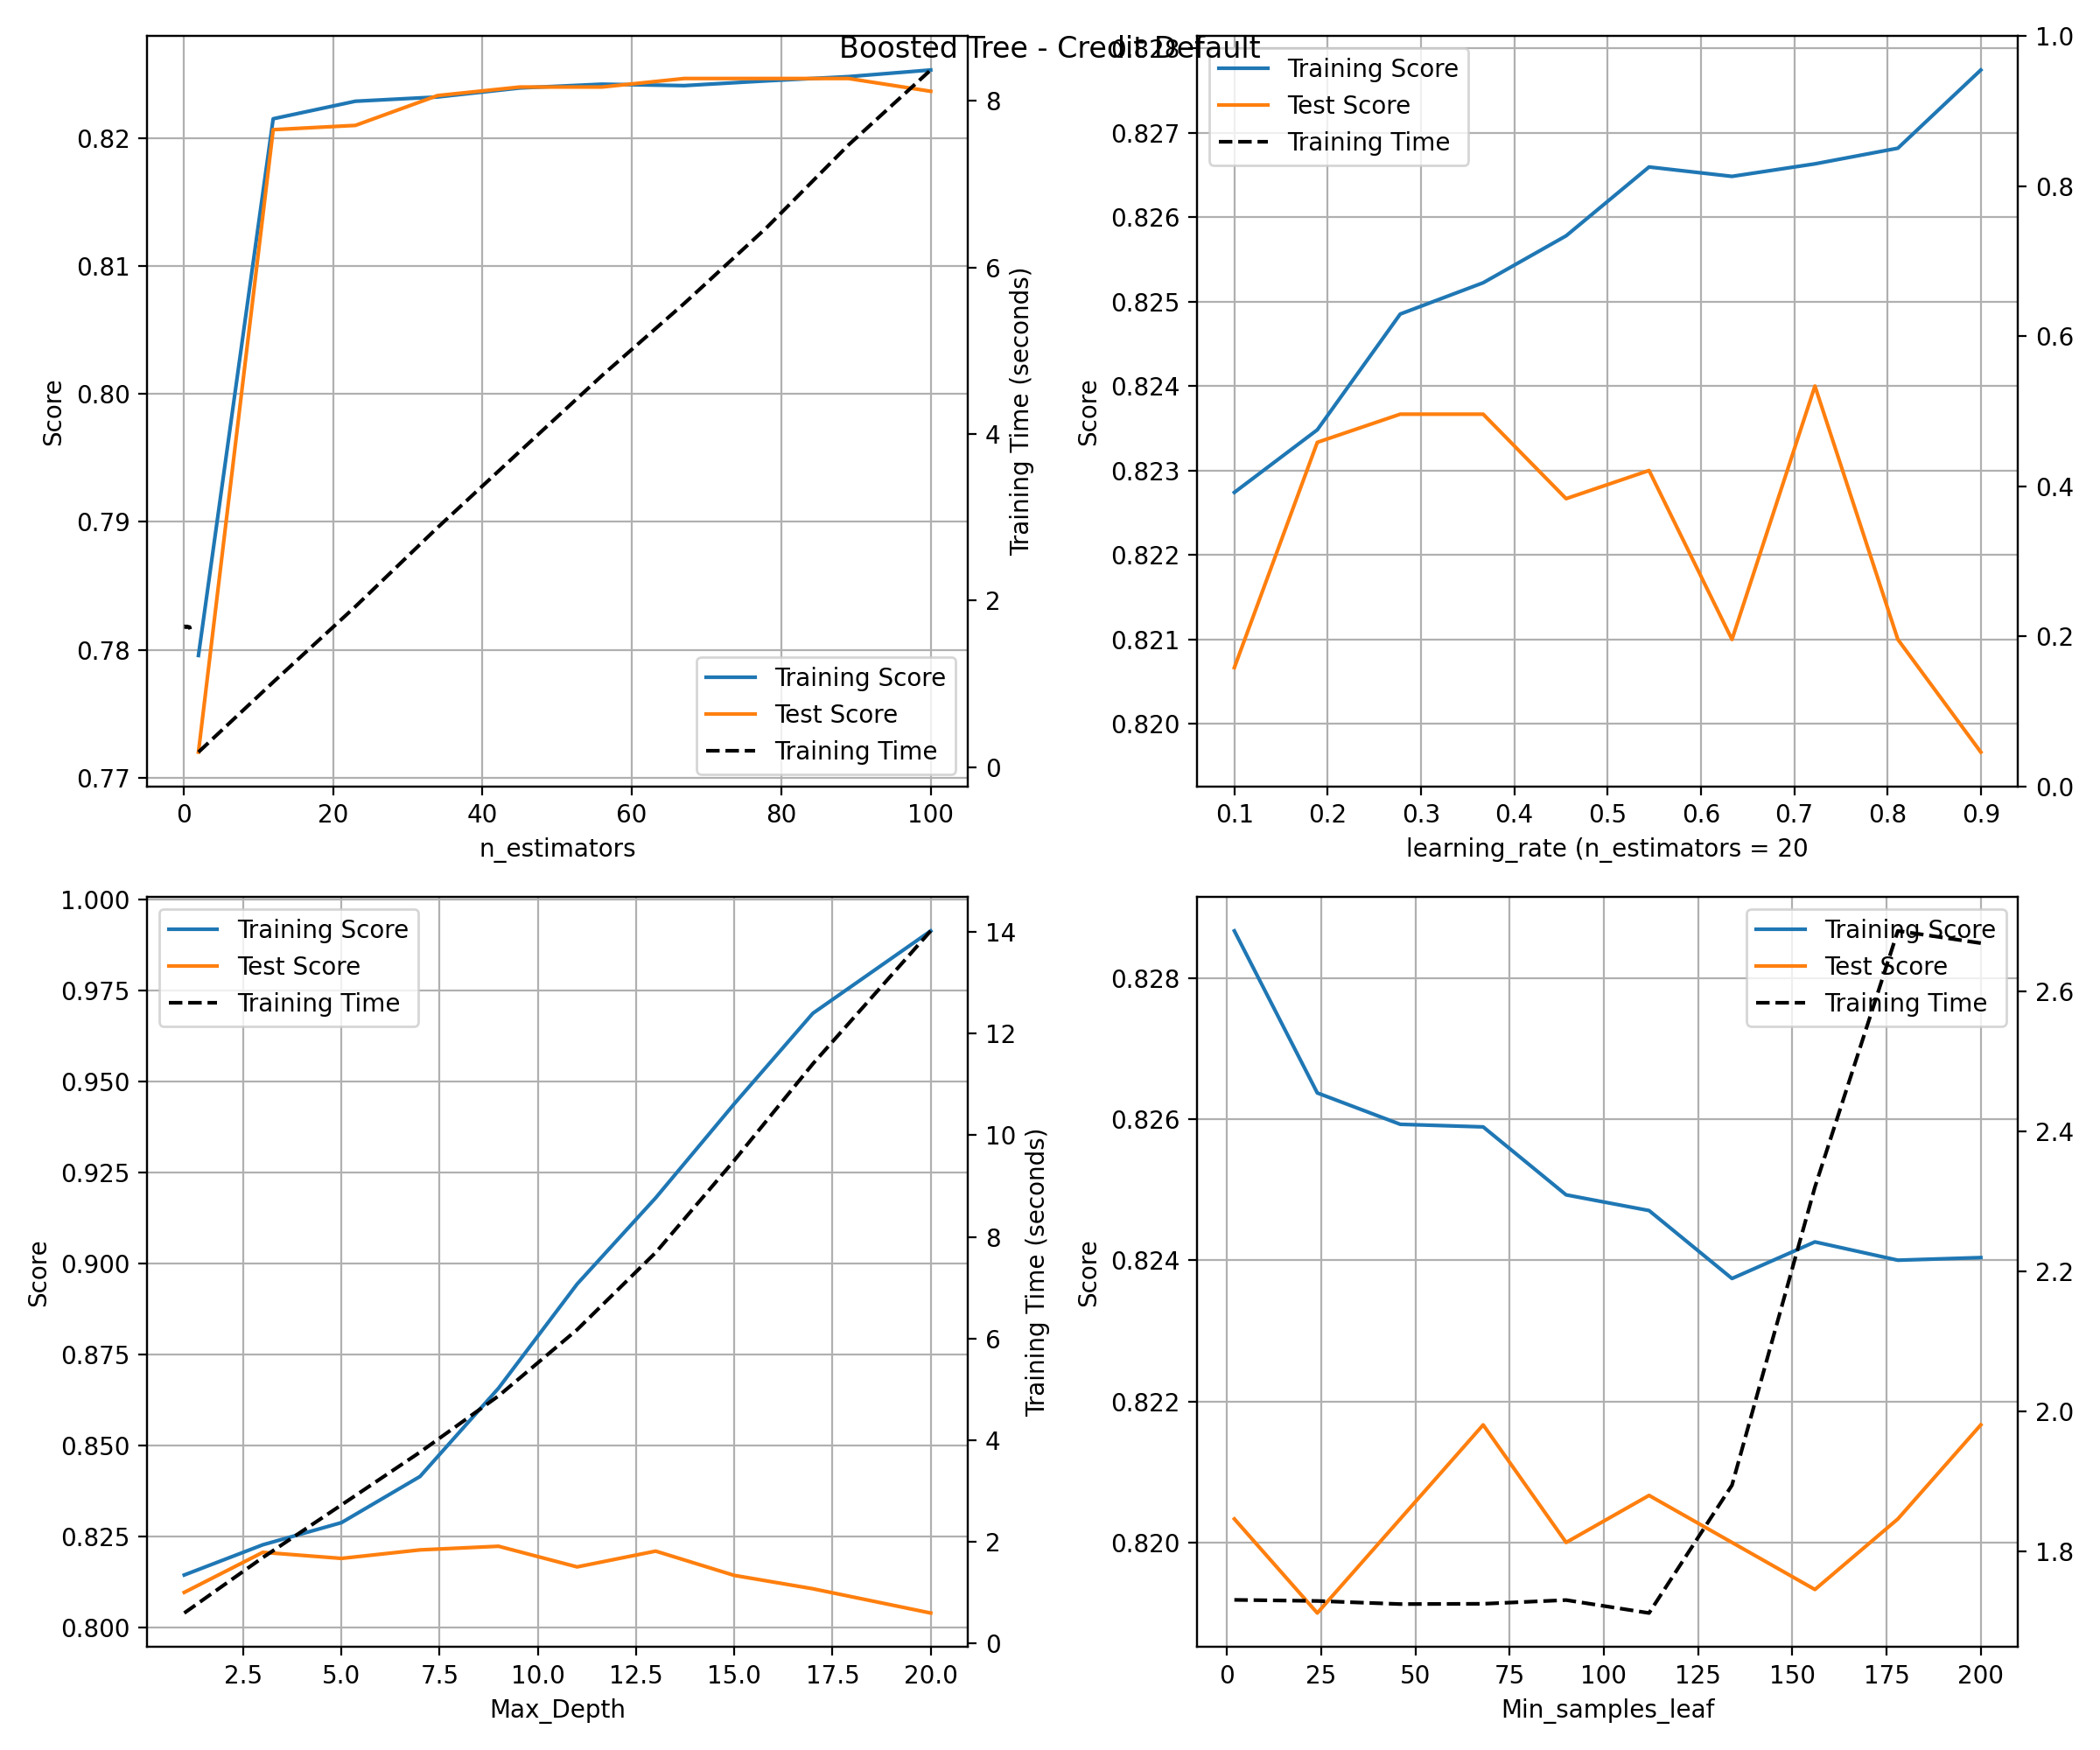 Boosted Tree - Credit Default
0.82
0.81
0.80
0.79
0.78
0.77
Score
0 20 40 60 80 100
n_estimators
8
6
4
2
0
Training Time (seconds)
Training Score
Test Score
Training Time
0.828
0.827
0.826
0.825
0.824
0.823
0.822
0.821
0.820
Score
Training Score
Test Score
Training Time
1.0
0.8
0.6
0.4
0.2
0.0
0.1 0.2 0.3 0.4 0.5 0.6 0.7 0.8 0.9
learning_rate (n_estimators = 20
1.000
0.975
0.950
0.925
0.900
0.875
0.850
0.825
0.800
Score
Training Score
Test Score
Training Time
14
12
10
8
6
4
2
0
Training Time (seconds)
2.5 5.0 7.5 10.0 12.5 15.0 17.5 20.0
Max_Depth
0.828
0.826
0.824
0.822
0.820
Score
Training Score
Test Score
Training Time
2.6
2.4
2.2
2.0
1.8
0 25 50 75 100 125 150 175 200
Min_samples_leaf